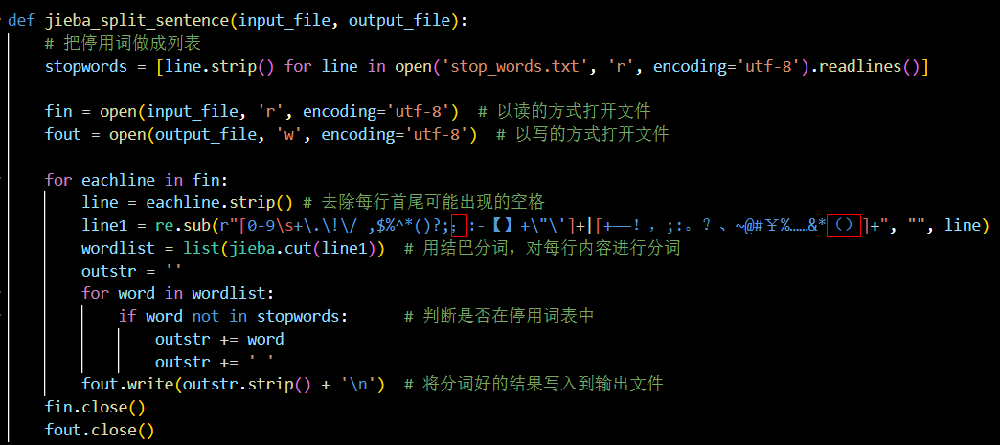 def jieba_split_sentence(input_file, output_file):
    # 把停用词做成列表
    stopwords = [line.strip() for line in open('stop_words.txt', 'r', encoding='utf-8').readlines()]
    fin = open(input_file, 'r', encoding='utf-8')  # 以读的方式打开文件
    fout = open(output_file, 'w', encoding='utf-8')  # 以写的方式打开文件
    for eachline in fin:
        line = eachline.strip() # 去除每行首尾可能出现的空格
        line1 = re.sub(r"[0-9\s+\.\!\/_,$%^*()?;；:-【】+\"\']+|[+——！，;:。？、~@#￥%……&*（）]+", "", line)
        wordlist = list(jieba.cut(line1))  # 用结巴分词，对每行内容进行分词
        outstr = ''
        for word in wordlist:
            if word not in stopwords:      # 判断是否在停用词表中
                outstr += word
                outstr += ' '
        fout.write(outstr.strip() + '\n')  # 将分词好的结果写入到输出文件
    fin.close()
    fout.close()